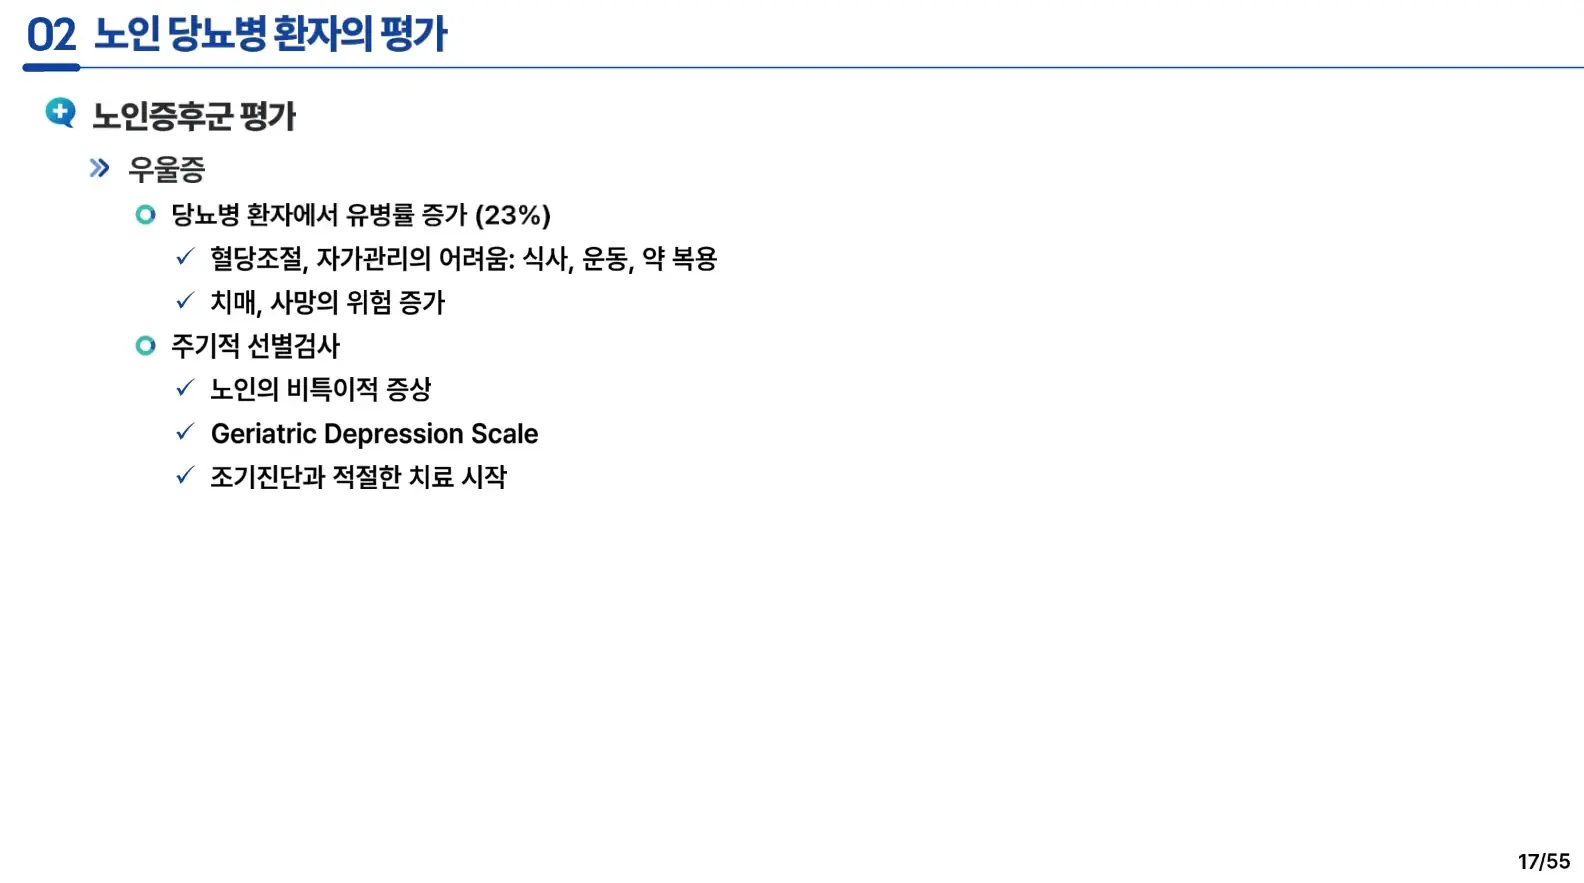 02 노인 당뇨병 환자의 평가
노인증후군 평가
우울증
당뇨병 환자에서 유병률 증가 (23%)
혈당조절, 자가관리의 어려움: 식사, 운동, 약 복용
치매, 사망의 위험 증가
주기적 선별검사
노인의 비특이적 증상
Geriatric Depression Scale
조기진단과 적절한 치료 시작
17/55